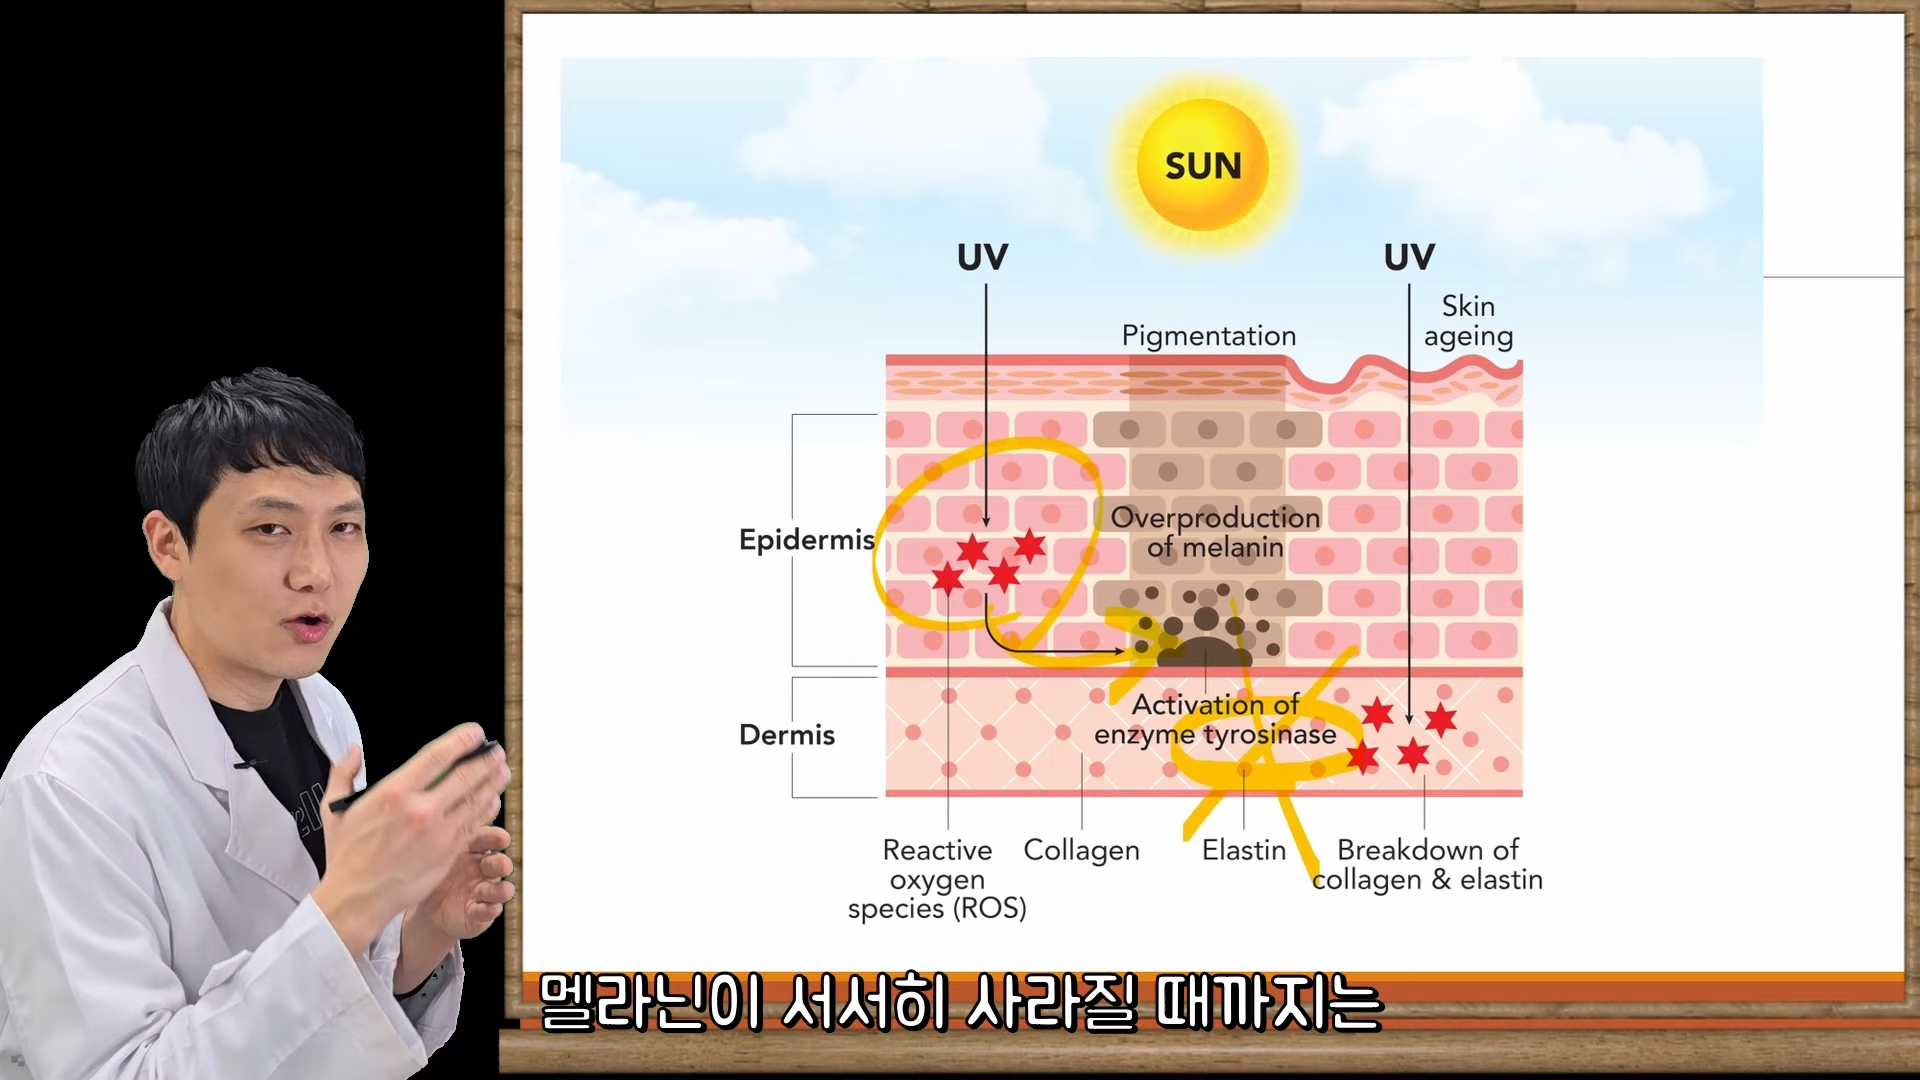 SUN
UV
UV
Skin
ageing
Pigmentation
Epidermis
Overproduction
of melanin
Activation of
enzyme tyrosinase
Dermis
Reactive
oxygen
species (ROS)
Collagen
Elastin
Breakdown of
collagen & elastin
멜라닌이 서서히 사라질 때까지는